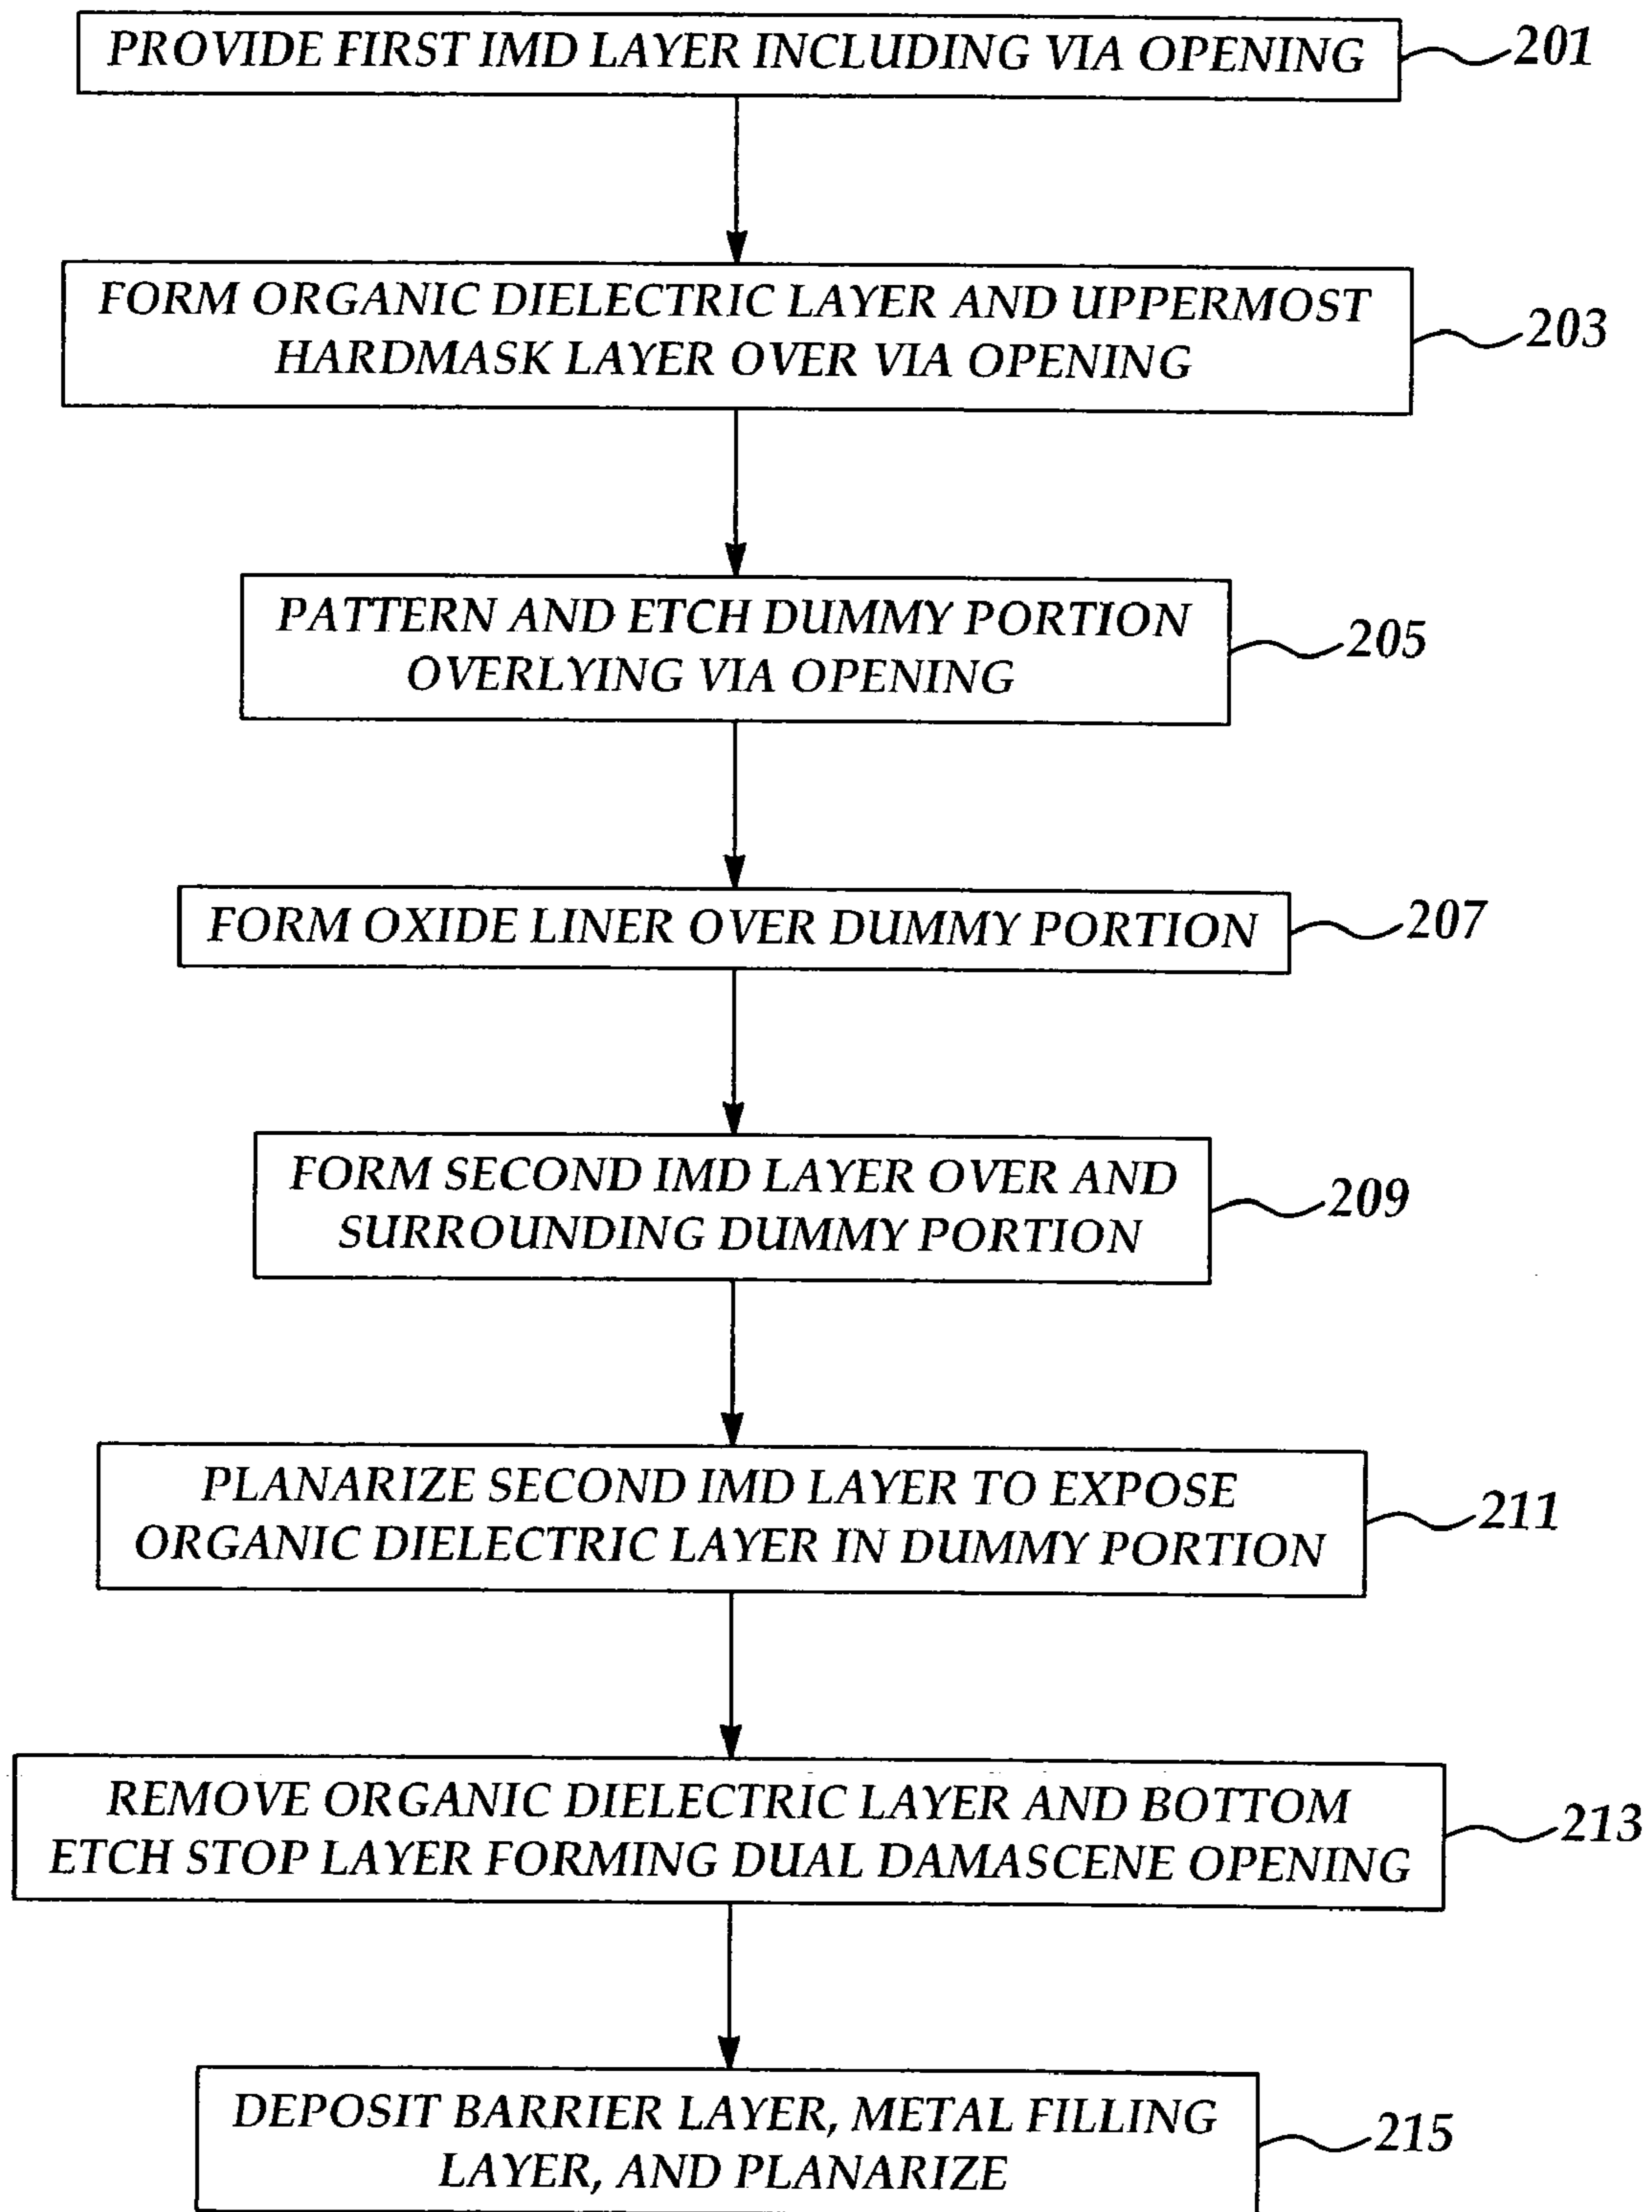 PROVIDE FIRST IMD LAYER INCLUDING VIA OPENING
201
FORM ORGANIC DIELECTRIC LAYER AND UPPERMOST
HARDMASK LAYER OVER VIA OPENING
203
PATTERN AND ETCH DUMMY PORTION
OVERLYING VIA OPENING
205
FORM OXIDE LINER OVER DUMMY PORTION
207
FORM SECOND IMD LAYER OVER AND
SURROUNDING DUMMY PORTION
209
PLANARIZE SECOND IMD LAYER TO EXPOSE
ORGANIC DIELECTRIC LAYER IN DUMMY PORTION
211
REMOVE ORGANIC DIELECTRIC LAYER AND BOTTOM
ETCH STOP LAYER FORMING DUAL DAMASCENE OPENING
213
DEPOSIT BARRIER LAYER, METAL FILLING
LAYER, AND PLANARIZE
215